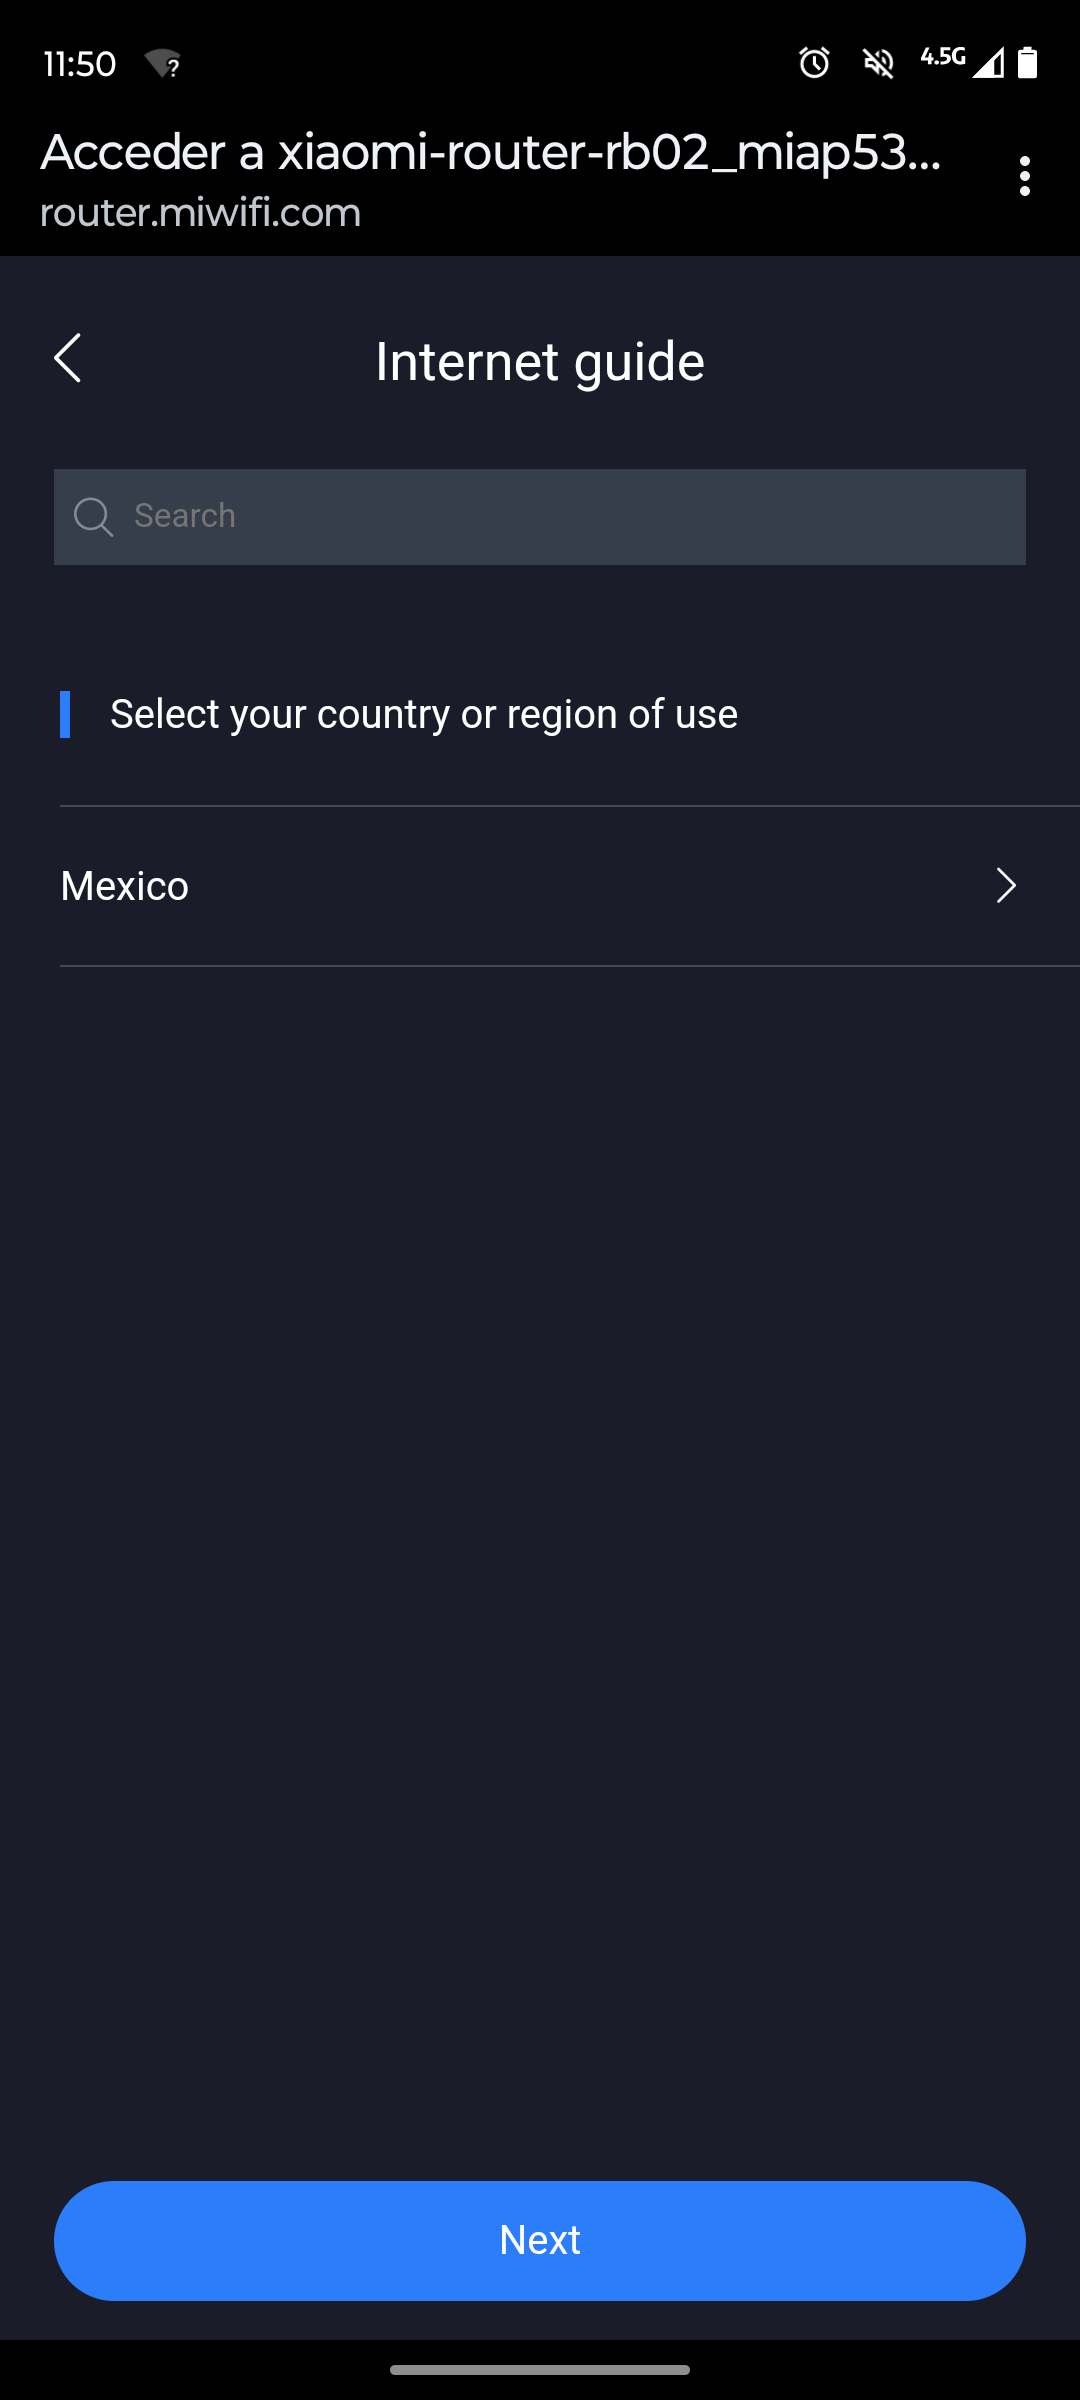 11:50
4.5G
Acceder a xiaomi-router-rb02_miap53...
router.miwifi.com
Internet guide
Search
Select your country or region of use
Mexico
Next